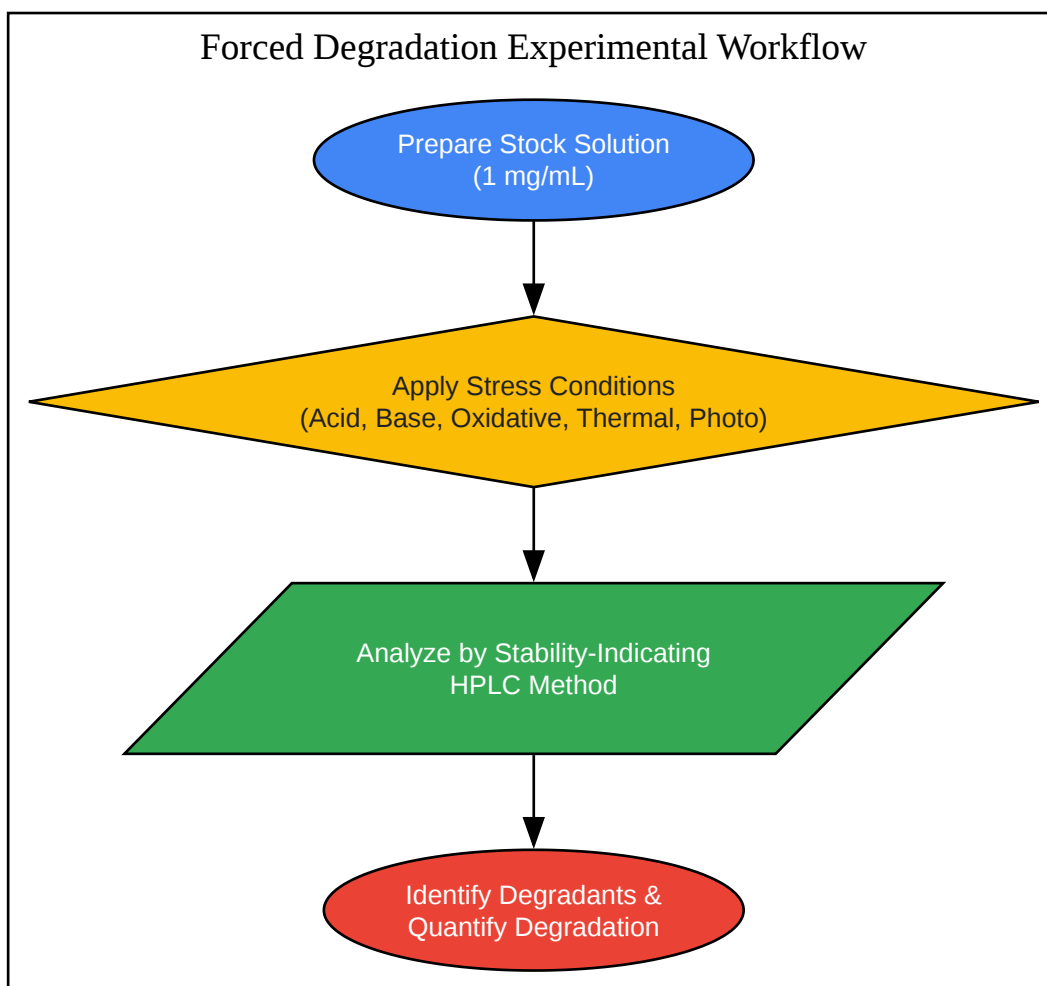 Forced Degradation Experimental Workflow
Prepare Stock Solution
(1 mg/mL)
Apply Stress Conditions
(Acid, Base, Oxidative, Thermal, Photo)
Analyze by Stability-Indicating
HPLC Method
Identify Degradants &
Quantify Degradation